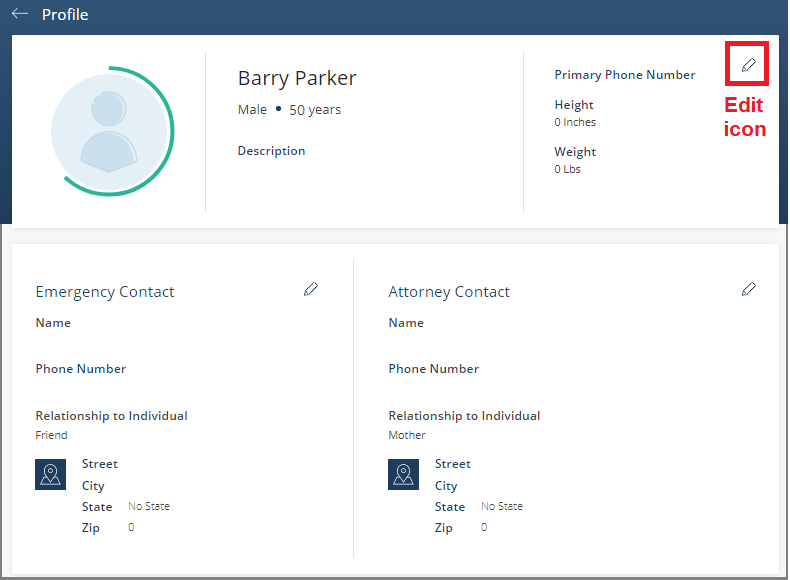 Profile
Barry Parker
Male • 50 years
Description
Primary Phone Number
Height
0 Inches
Weight
0 Lbs
Edit
icon
Emergency Contact
Name
Phone Number
Relationship to Individual
Friend
Street
City
State No State
Zip 0
Attorney Contact
Name
Phone Number
Relationship to Individual
Mother
Street
City
State No State
Zip 0